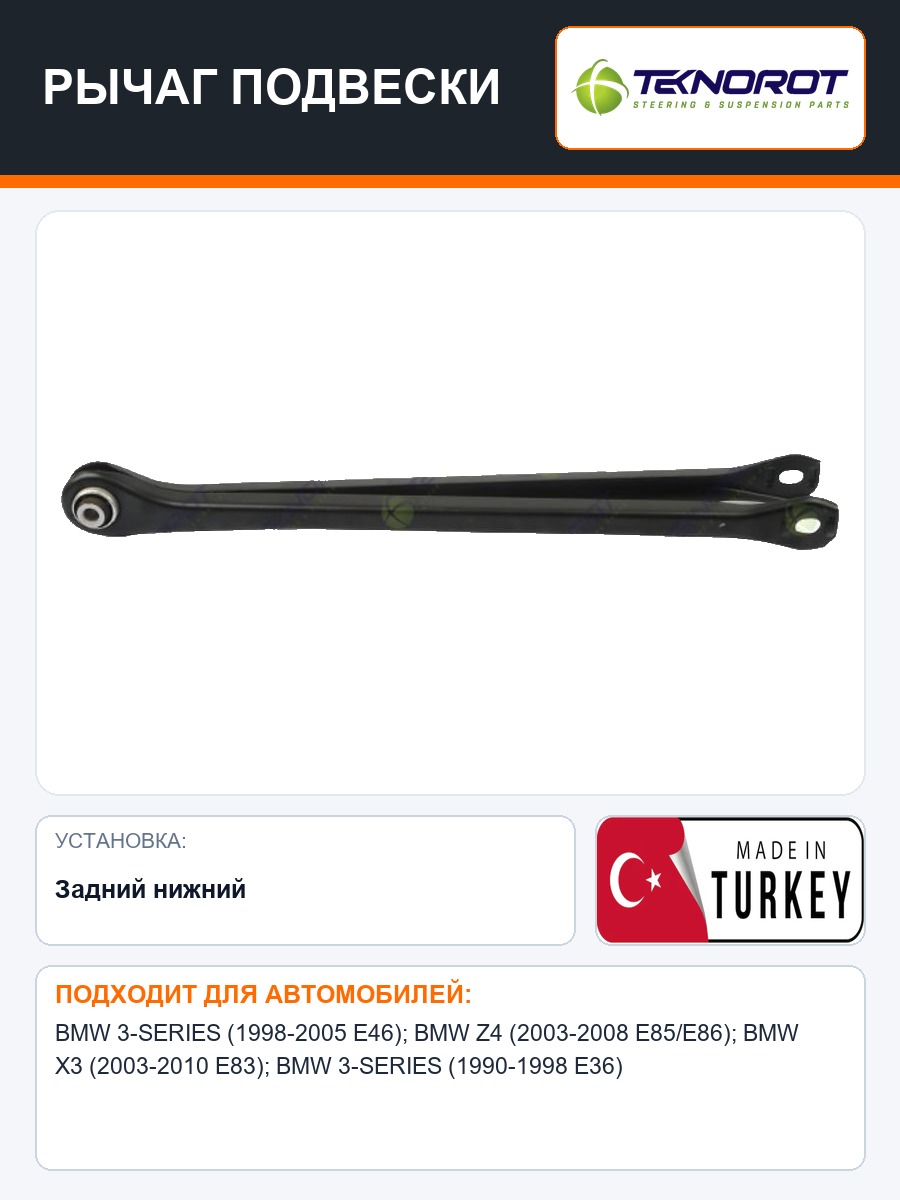 РЫЧАГ ПОДВЕСКИ
TEKNOROT
STEERING & SUSPENSION PARTS
УСТАНОВКА:
Задний нижний
MADE IN
TURKEY
ПОДХОДИТ ДЛЯ АВТОМОБИЛЕЙ:
BMW 3-SERIES (1998-2005 E46); BMW Z4 (2003-2008 E85/E86); BMW
X3 (2003-2010 E83); BMW 3-SERIES (1990-1998 E36)